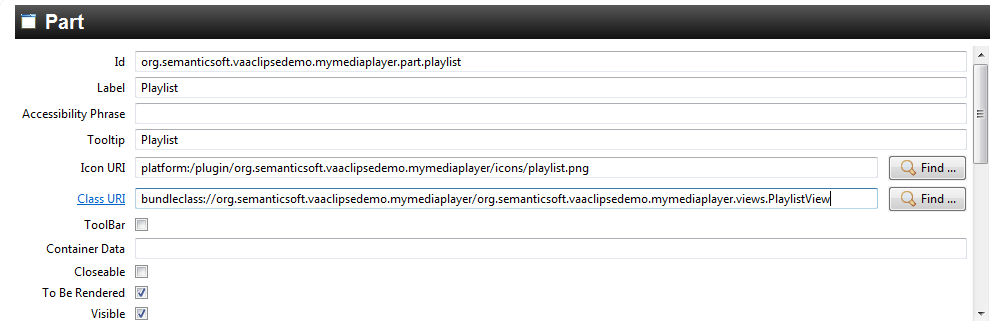 Part
Id org.semanticsoft.vaaclipsedemo.mymediaplayer.part.playlist
Label Playlist
Accessibility Phrase
Tooltip Playlist
Icon URI platform:/plugin/org.semanticsoft.vaaclipsedemo.mymediaplayer/icons/playlist.png Find ...
Class URI bundleclass://org.semanticsoft.vaaclipsedemo.mymediaplayer/org.semanticsoft.vaaclipsedemo.mymediaplayer.views.PlaylistView Find ...
ToolBar
Container Data
Closeable
To Be Rendered
Visible